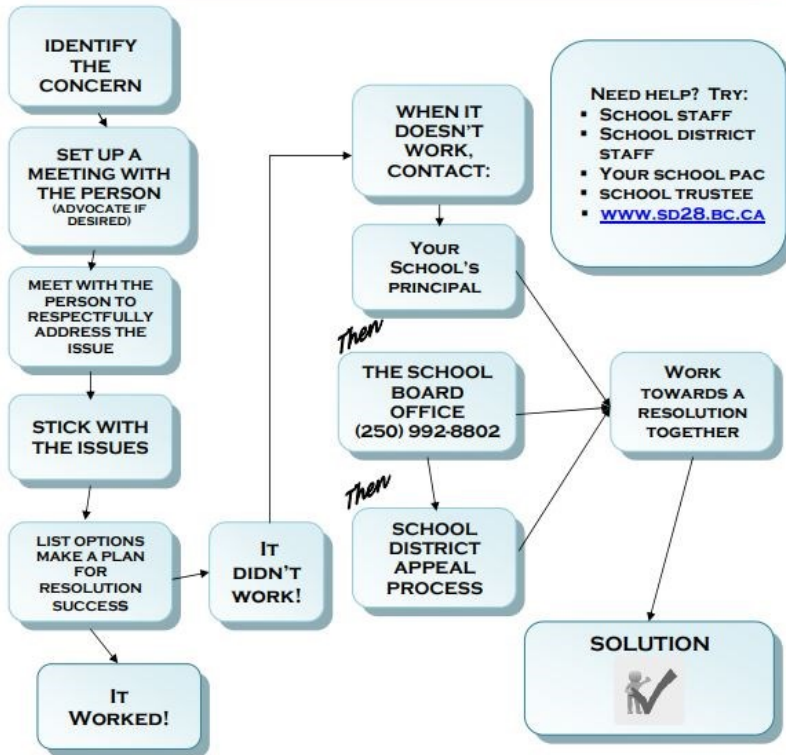 IDENTIFY
THE
CONCERN
SET UP A
MEETING WITH
THE PERSON
(ADVOCATE IF
DESIRED)
MEET WITH THE
PERSON TO
RESPECTFULLY
ADDRESS THE
ISSUE
STICK WITH
THE ISSUES
LIST OPTIONS
MAKE A PLAN
FOR
RESOLUTION
SUCCESS
IT
WORKED!
IT
DIDN'T
WORK!
WHEN IT
DOESN'T
WORK,
CONTACT:
YOUR
SCHOOL'S
PRINCIPAL
Then
THE SCHOOL
BOARD
OFFICE
(250) 992-8802
Then
SCHOOL
DISTRICT
APPEAL
PROCESS
NEED HELP? TRY:
▪ SCHOOL STAFF
▪ SCHOOL DISTRICT
STAFF
▪ YOUR SCHOOL PAC
▪ SCHOOL TRUSTEE
▪ WWW.SD28.BC.CA
WORK
TOWARDS A
RESOLUTION
TOGETHER
SOLUTION